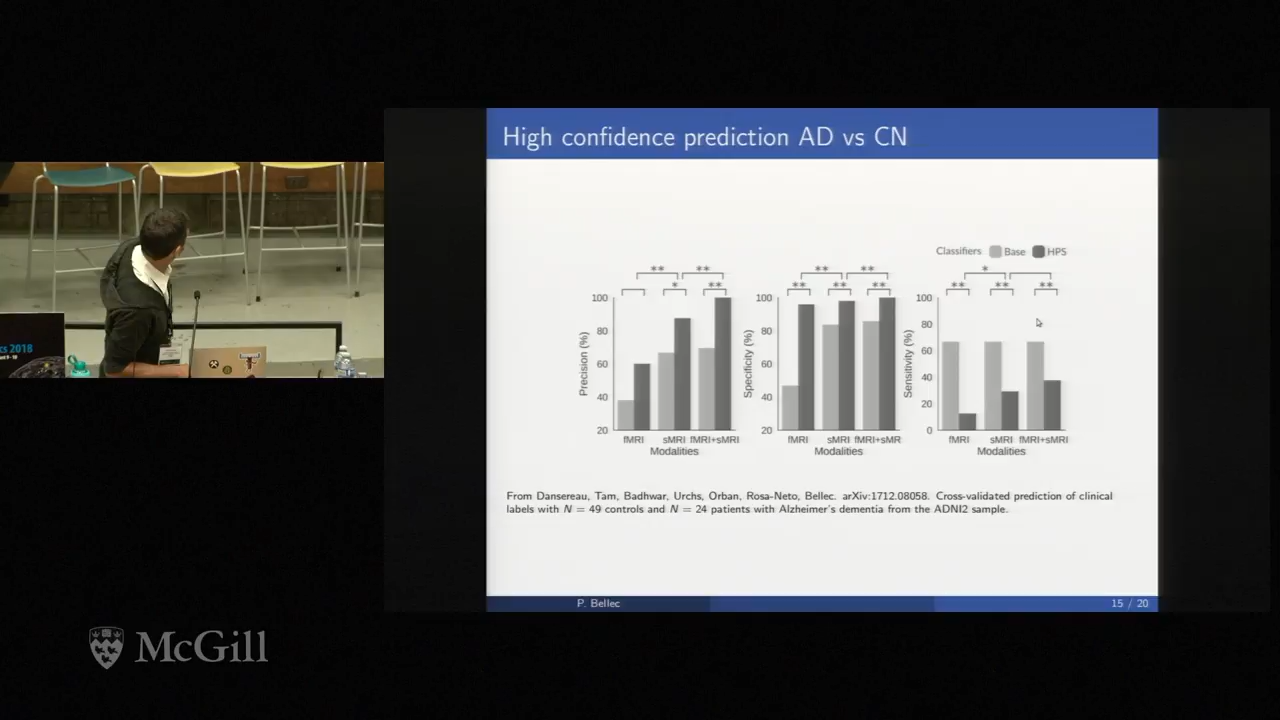 High confidence prediction AD vs CN
Classifiers Base HPS
** **
* **
100
80
60
40
20
Precision (%)
fMRI sMRI fMRI+sMRI
Modalities
** **
** ** **
100
80
60
40
20
Specificity (%)
fMRI sMRI fMRI+sMR
Modalities
*
** ** **
100
80
60
40
20
0
Sensitivity (%)
fMRI sMRI fMRI+sMRI
Modalities
From Dansereau, Tam, Badhwar, Urchs, Orban, Rosa-Neto, Bellec. arXiv:1712.08058. Cross-validated prediction of clinical
labels with N = 49 controls and N = 24 patients with Alzheimer's dementia from the ADNI2 sample.
P. Bellec
15 / 20
cs 2018
McGill